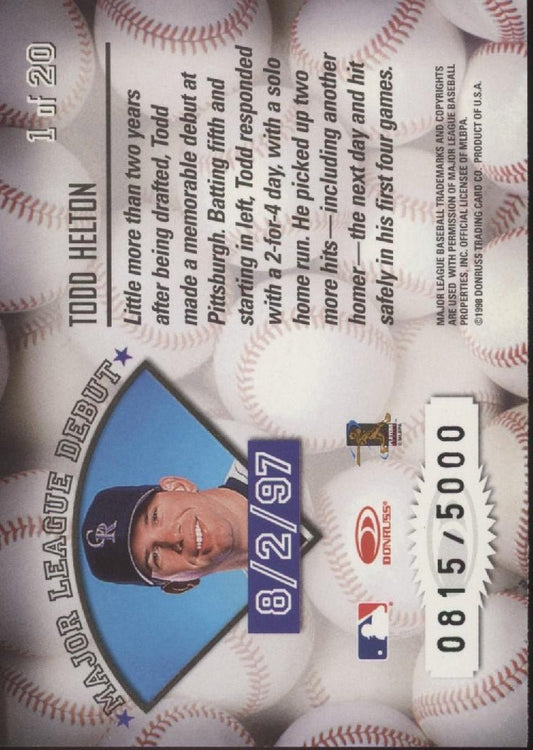 MAJOR LEAGUE DEBUT
8/2/97
CR
TODD HELTON
1 of 20
Little more than two years
after being drafted, Todd
made a memorable debut at
Pittsburgh. Batting fifth and
starting in left, Todd responded
with a 2-for-4 day, with a solo
home run. He picked up two
more hits—including another
homer—the next day and hit
safely in his first four games.
DONRUSS
© MLBPA
0815/5000
MAJOR LEAGUE BASEBALL TRADEMARKS AND COPYRIGHTS
ARE USED WITH PERMISSION OF MAJOR LEAGUE BASEBALL
PROPERTIES, INC. OFFICIAL LICENSEE OF MLBPA.
©1998 DONRUSS TRADING CARD CO. PRODUCT OF U.S.A.